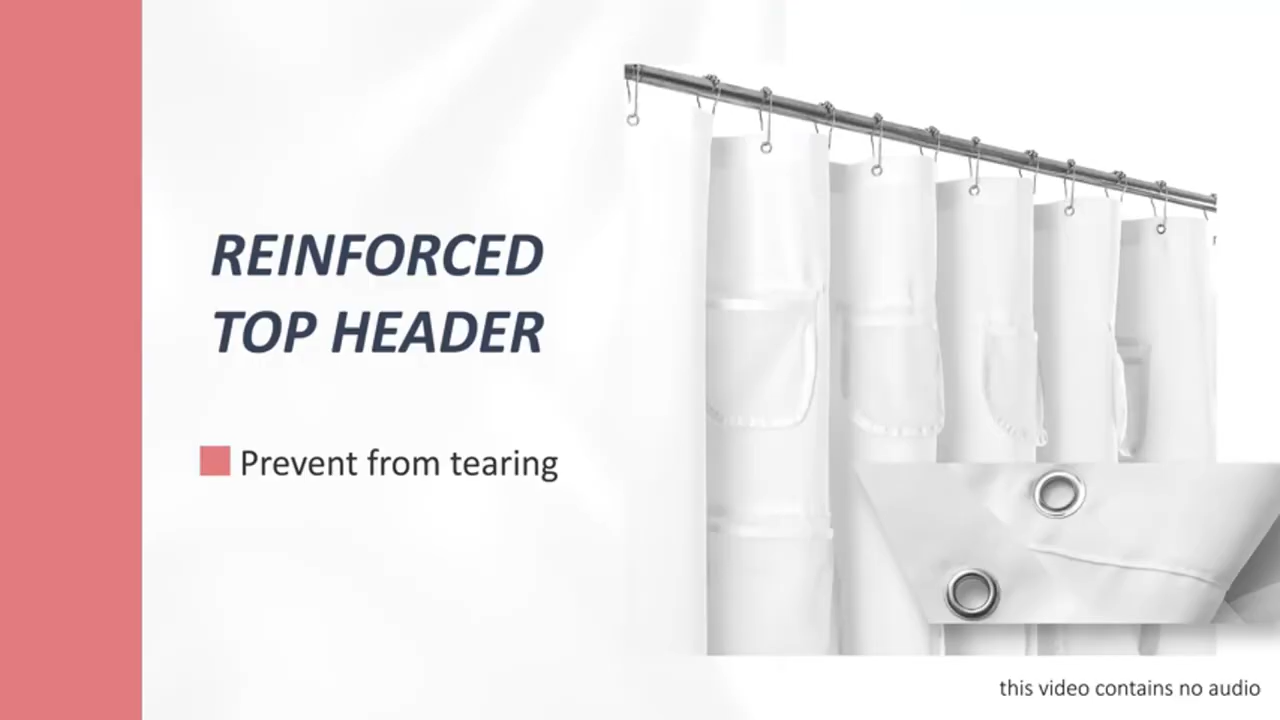 REINFORCED
TOP HEADER
Prevent from tearing
this video contains no audio